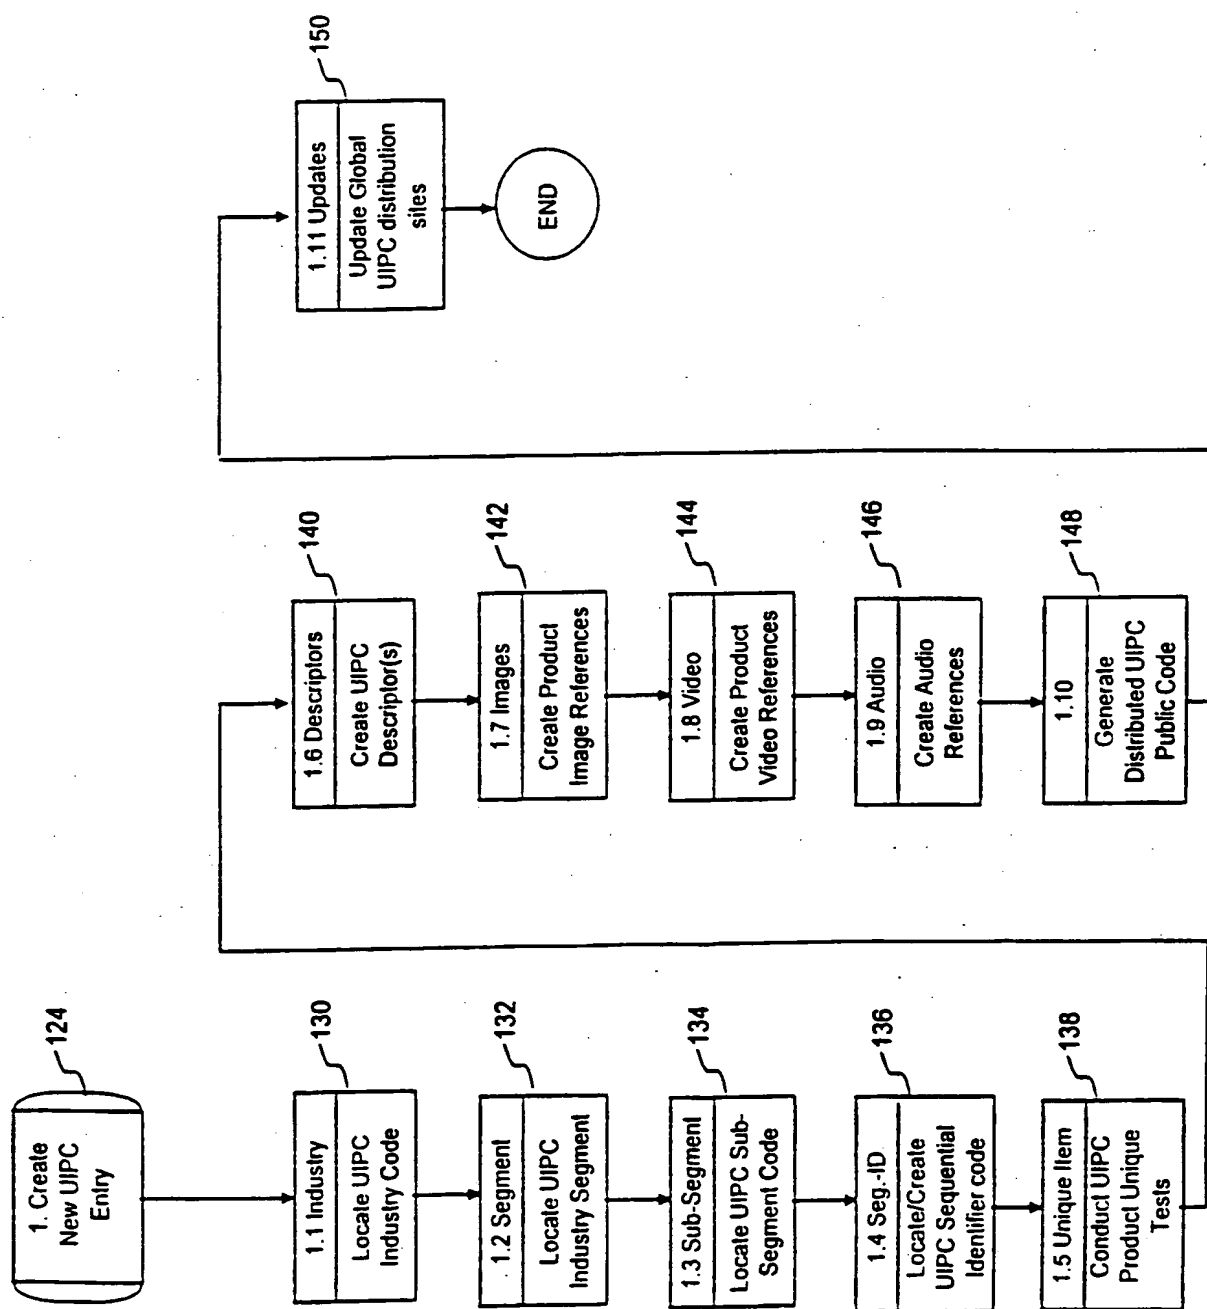 1. Create
New UIPC
Entry
124
1.1 Industry
Locate UIPC
Industry Code
130
1.2 Segment
Locate UIPC
Industry Segment
132
1.3 Sub-Segment
Locate UIPC Sub-
Segment Code
134
1.4 Seg.-ID
Locate/Create
UIPC Sequential
Identifier code
136
1.5 Unique Item
Conduct UIPC
Product Unique
Tests
138
1.6 Descriptors
Create UIPC
Descriptor(s)
140
1.7 Images
Create Product
Image References
142
1.8 Video
Create Product
Video References
144
1.9 Audio
Create Audio
References
146
1.10
Generate
Distributed UIPC
Public Code
148
1.11 Updates
Update Global
UIPC distribution
sites
150
END